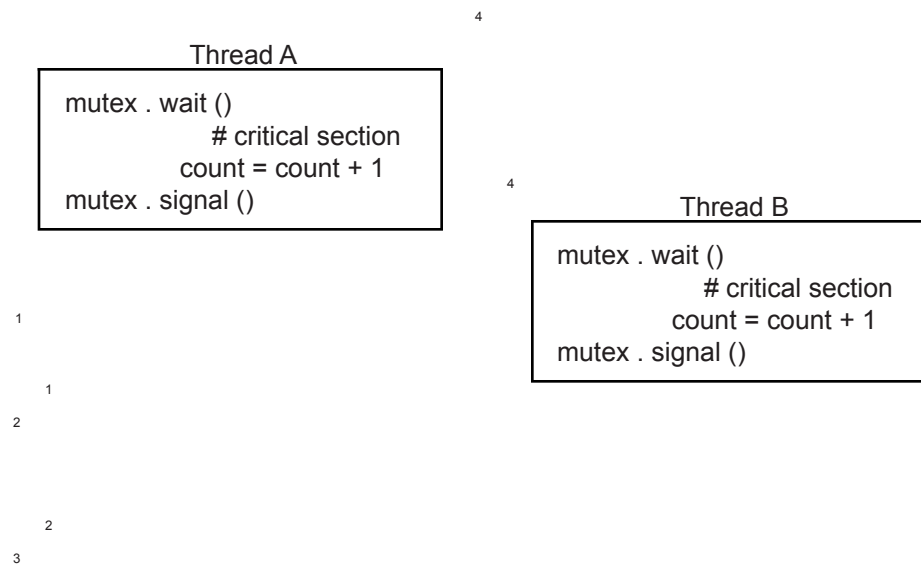 4
Thread A
mutex . wait ()
# critical section
count = count + 1
mutex . signal ()
4
Thread B
mutex . wait ()
# critical section
count = count + 1
mutex . signal ()
1
1
2
2
3